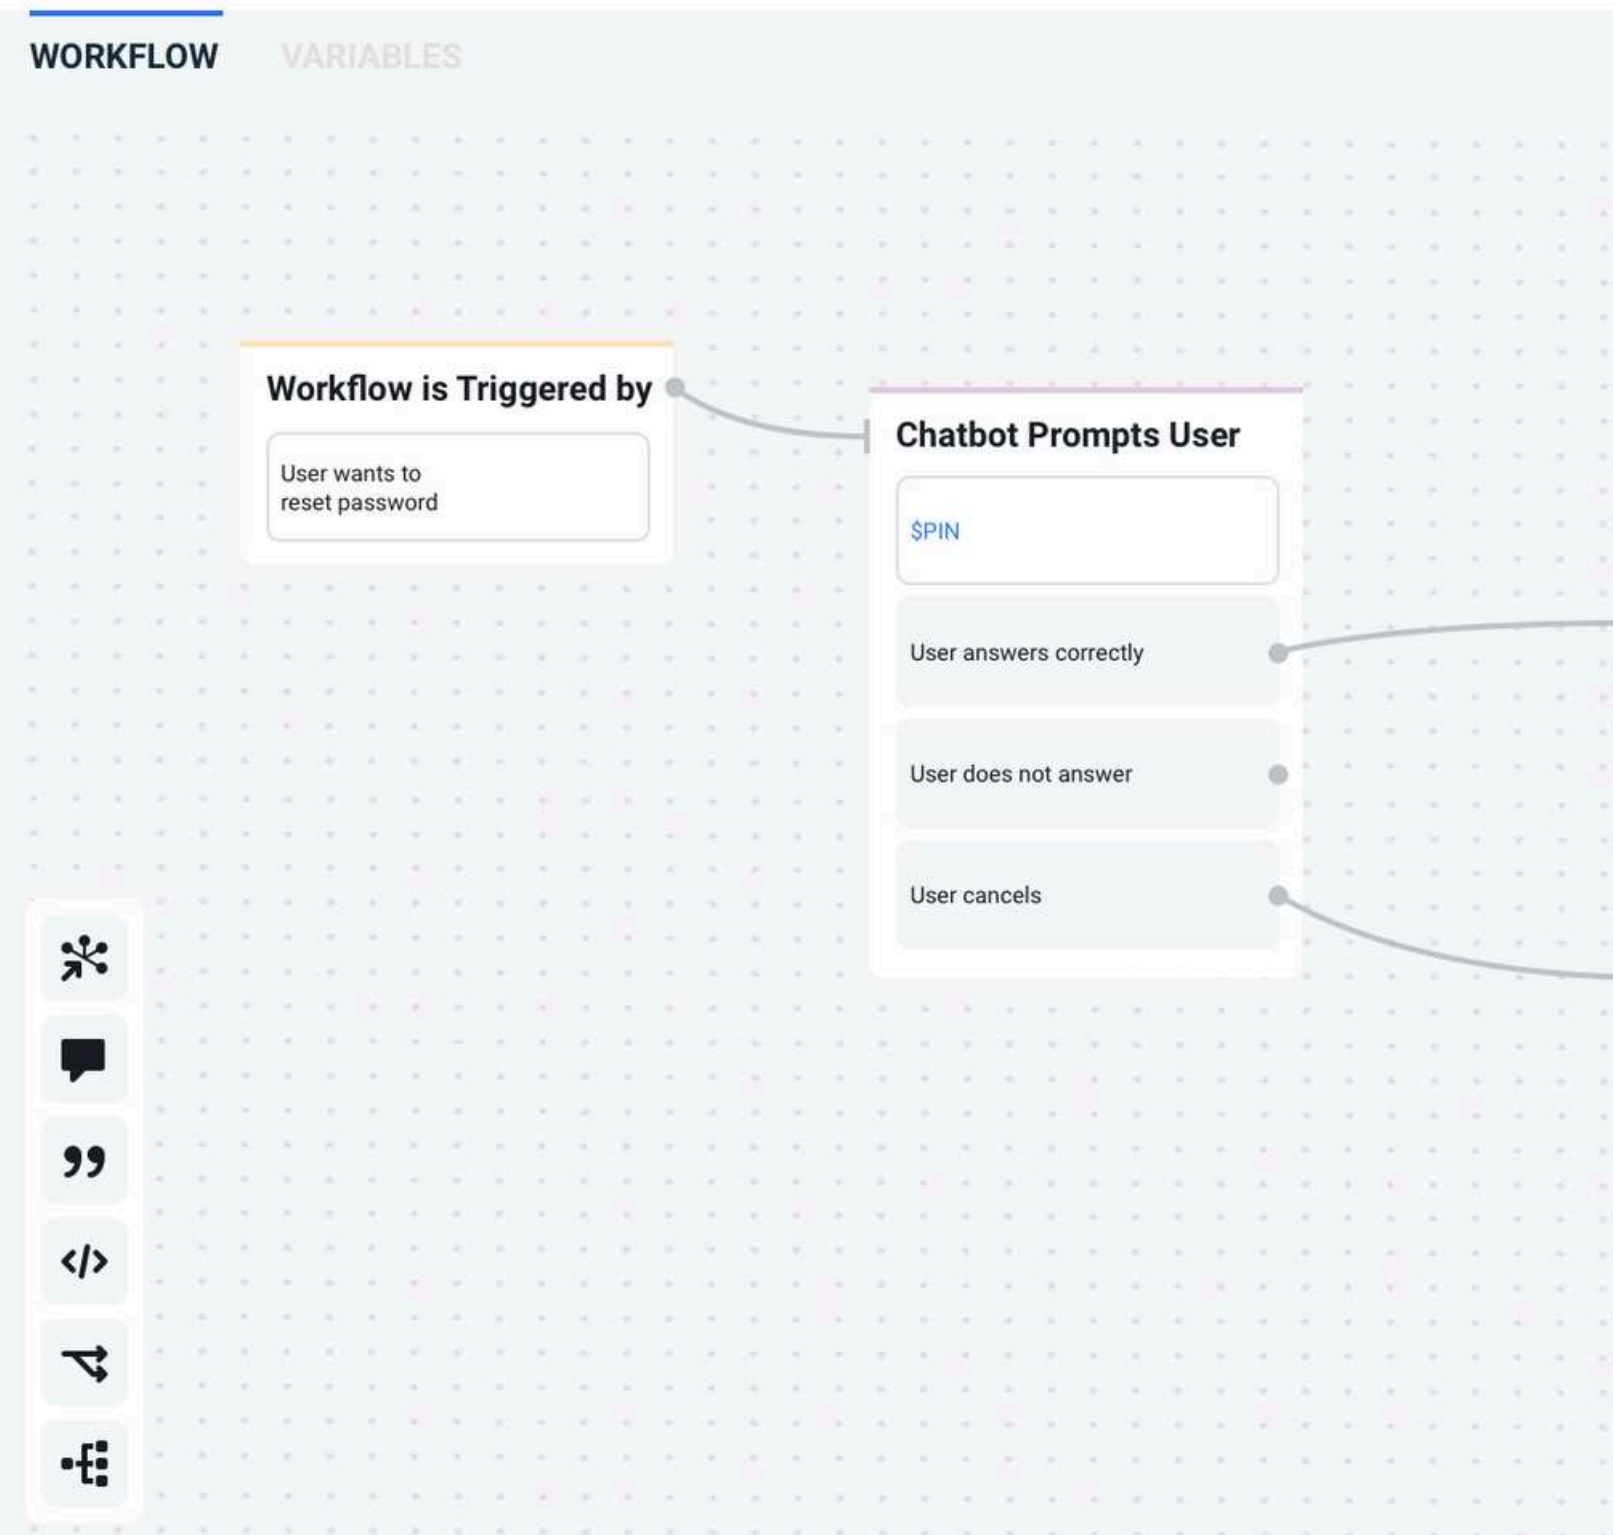 WORKFLOW
VARIABLES
Workflow is Triggered by
User wants to
reset password
Chatbot Prompts User
$PIN
User answers correctly
User does not answer
User cancels